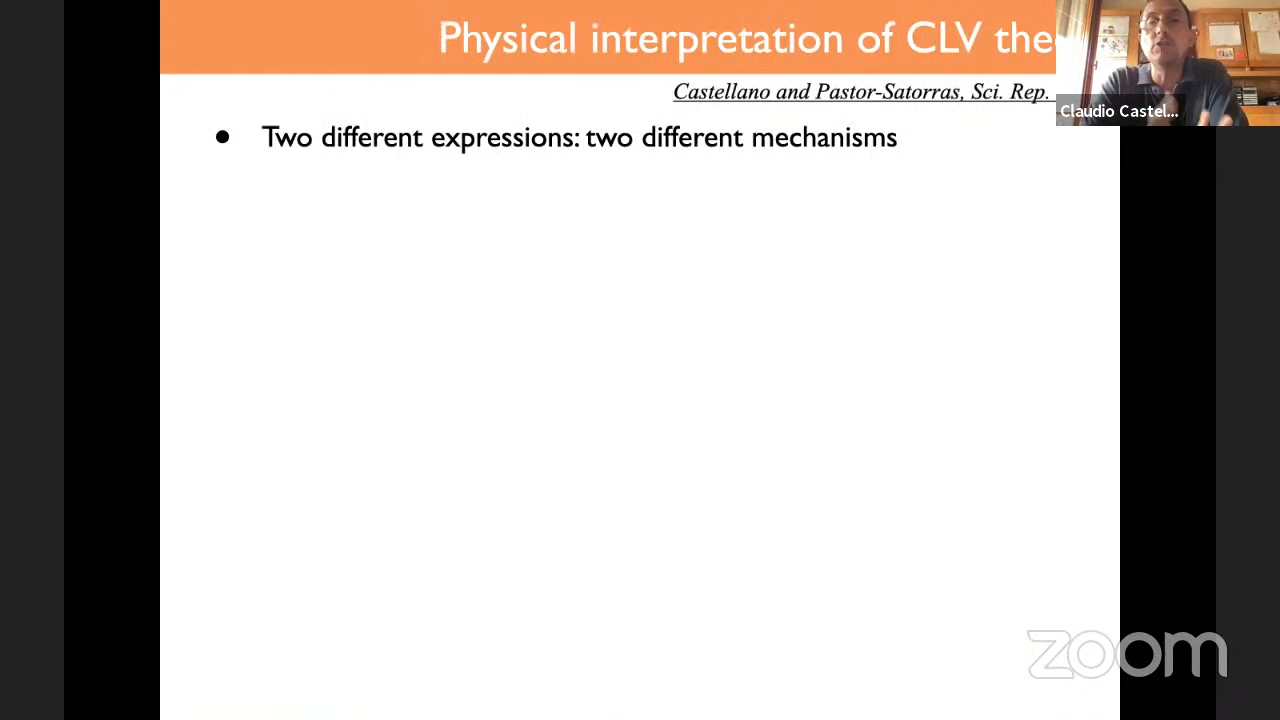 Physical interpretation of CLV the
Castellano and Pastor-Satorras, Sci. Rep.
Claudio Castel...
● Two different expressions: two different mechanisms
zoom